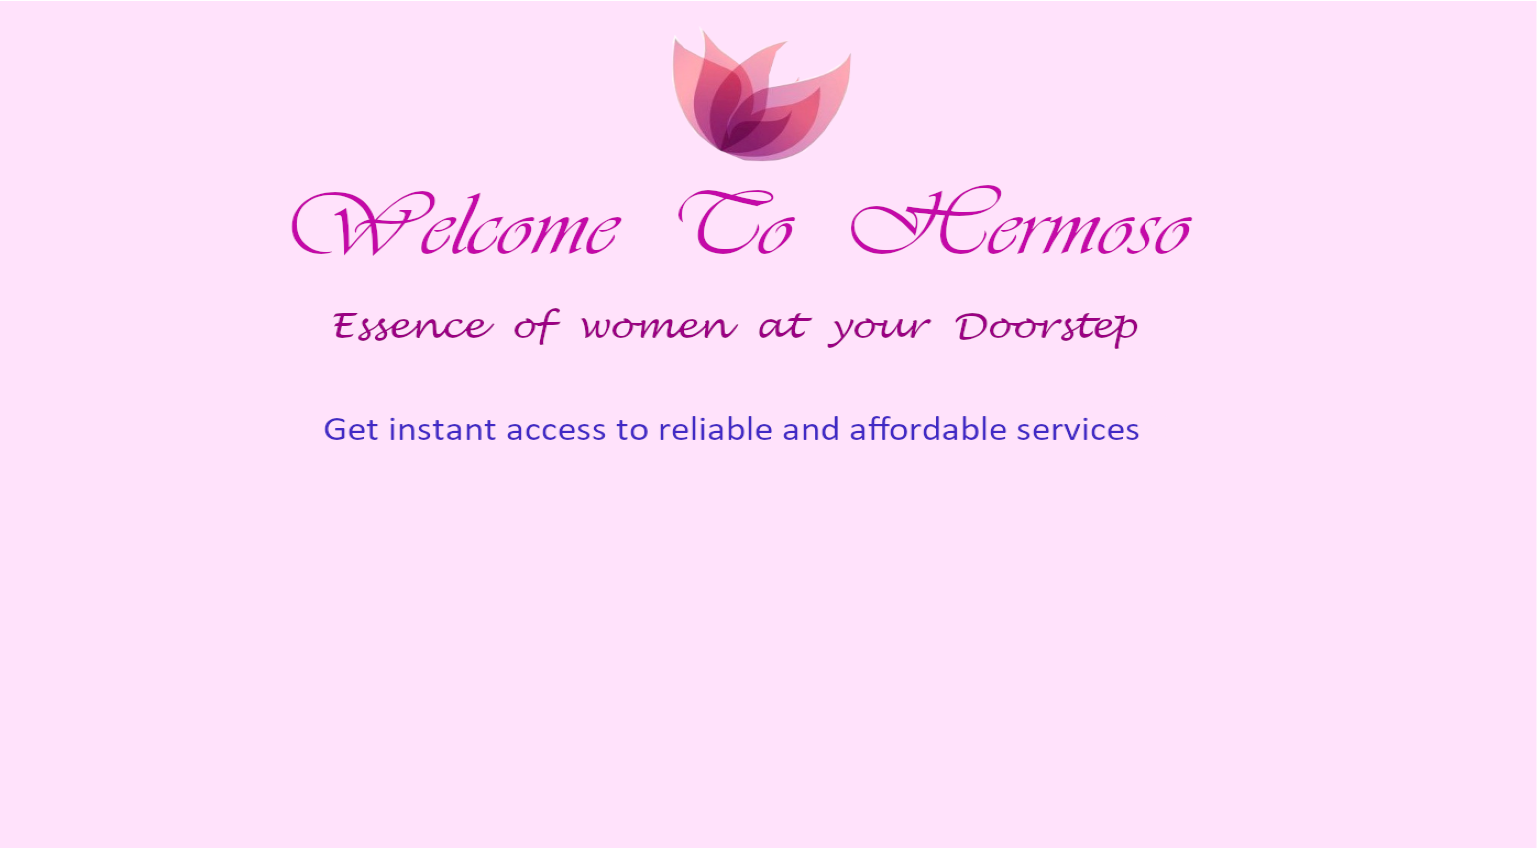 Welcome To Hermoso
Essence of women at your Doorstep
Get instant access to reliable and affordable services